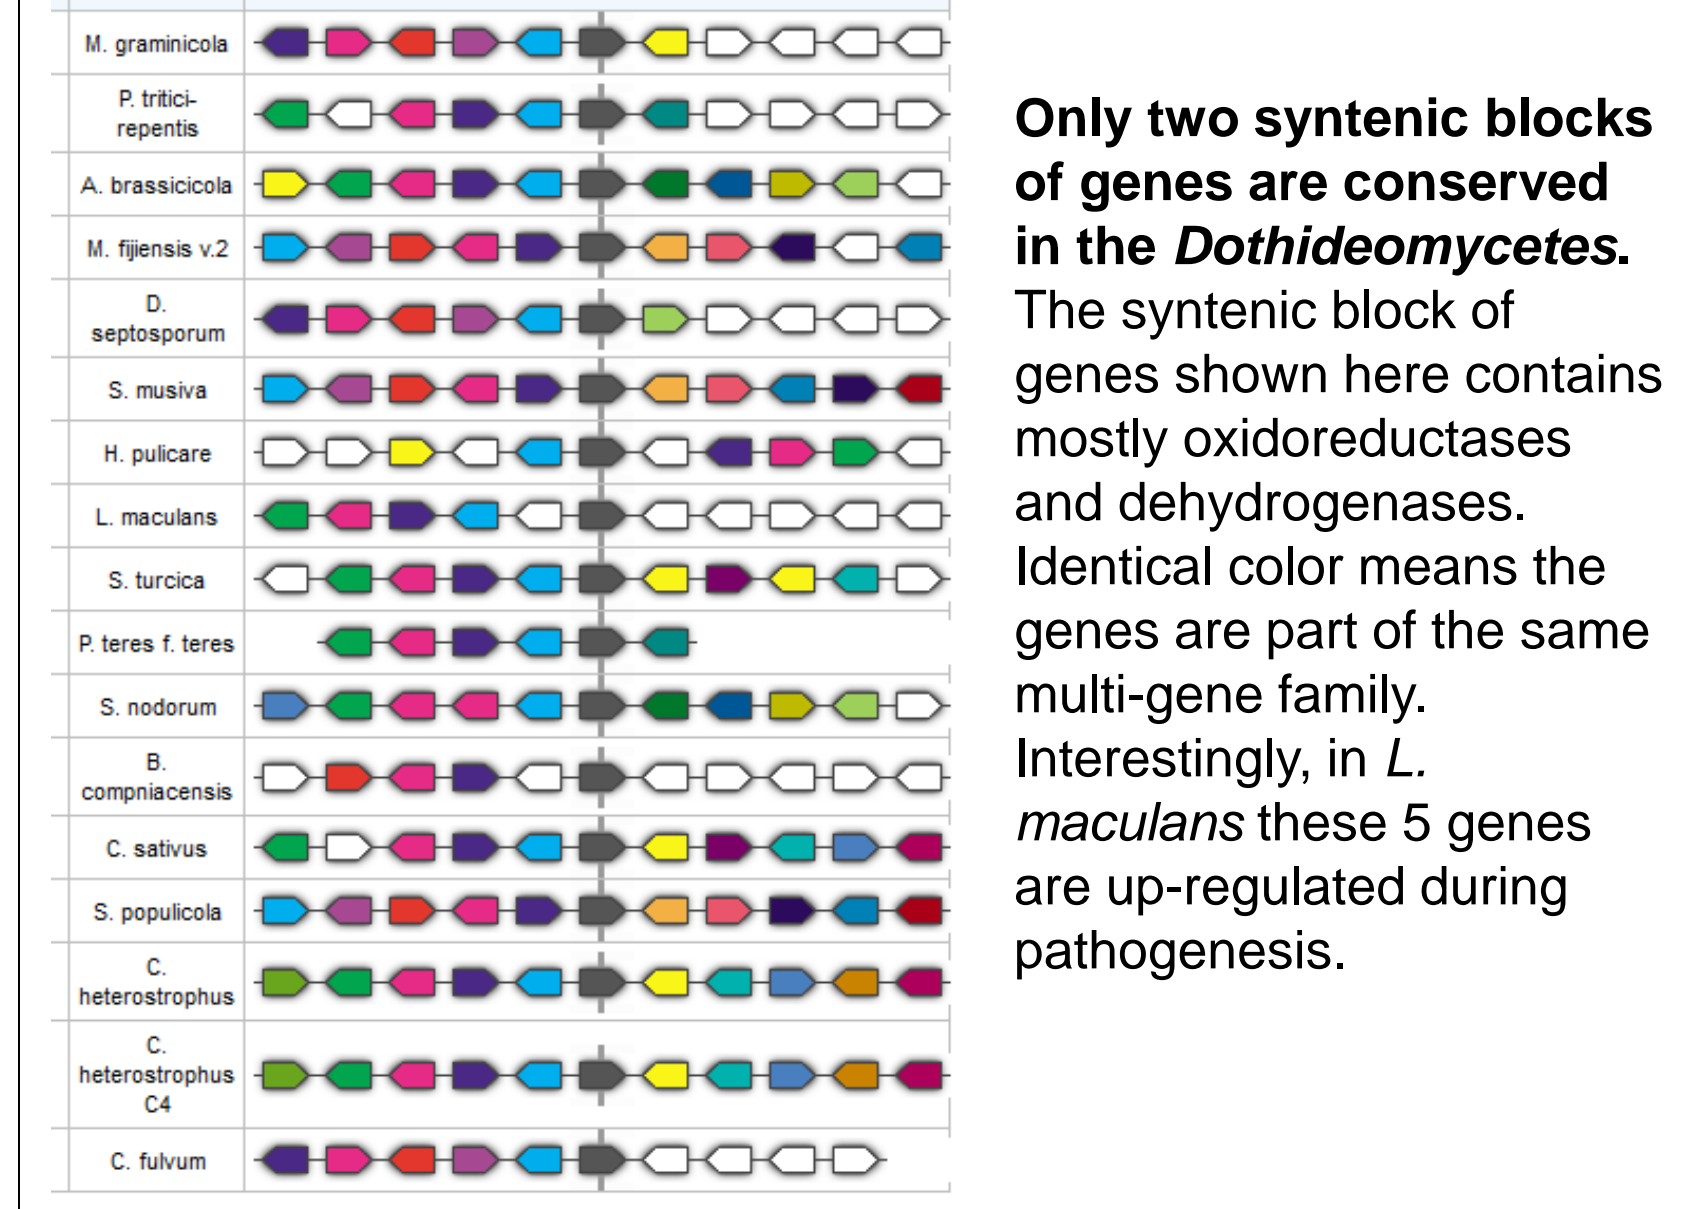 M. graminicola
P. tritici-
repentis
A. brassicicola
M. fijiensis v.2
D.
septosporum
S. musiva
H. pulicare
L. maculans
S. turcica
P. teres f. teres
S. nodorum
B.
compniacensis
C. sativus
S. populicola
C.
heterostrophus
C.
heterostrophus
C4
C. fulvum
Only two syntenic blocks
of genes are conserved
in the Dothideomycetes.
The syntenic block of
genes shown here contains
mostly oxidoreductases
and dehydrogenases.
Identical color means the
genes are part of the same
multi-gene family.
Interestingly, in L.
maculans these 5 genes
are up-regulated during
pathogenesis.